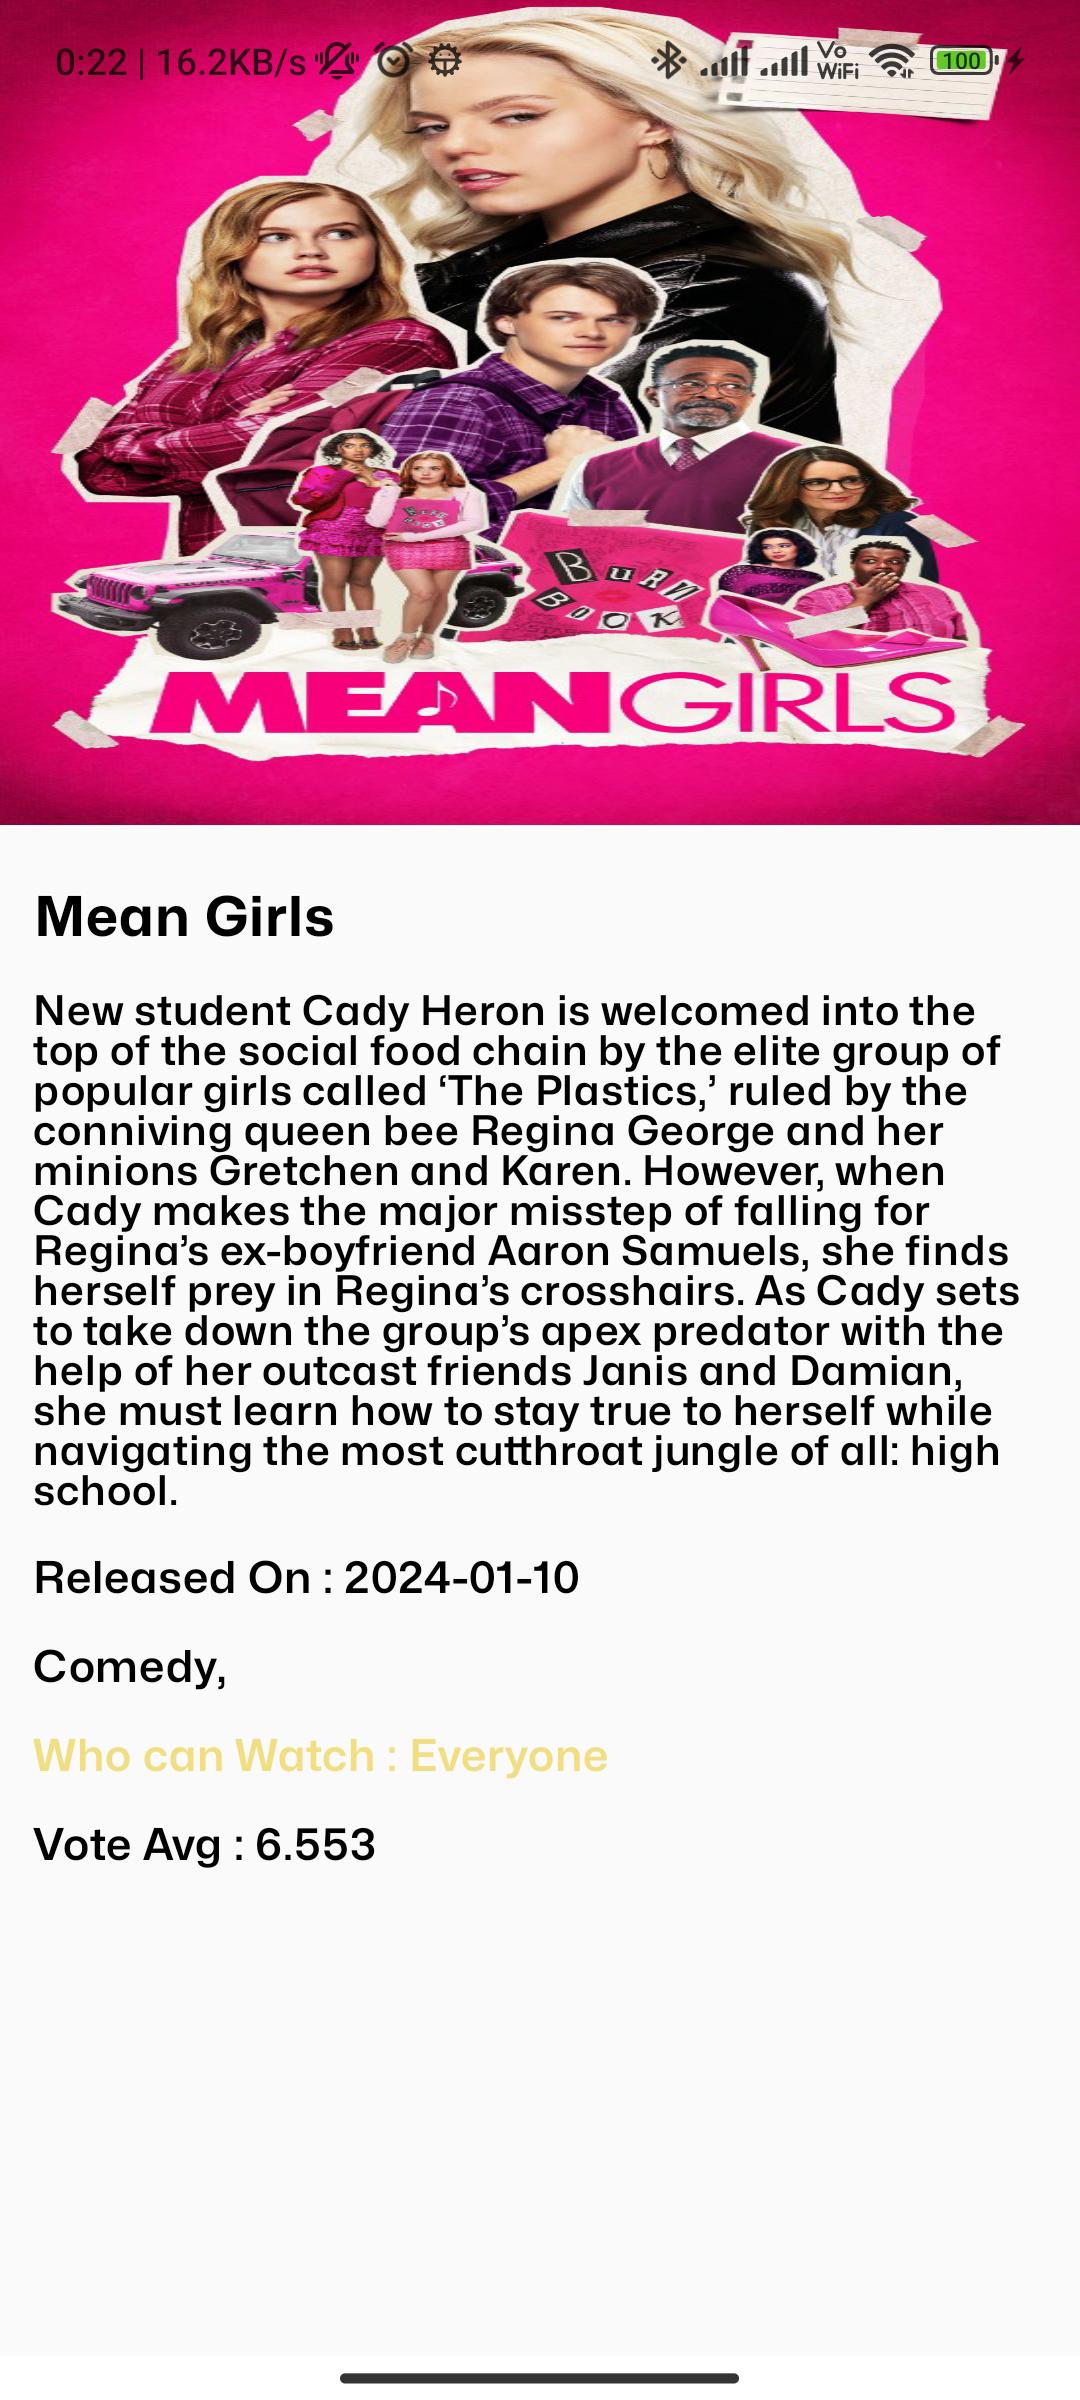 0:22 | 16.2KB/s
Vo
WiFi
100
BuRN
BOOK
MEANGIRLS
Mean Girls
New student Cady Heron is welcomed into the
top of the social food chain by the elite group of
popular girls called ‘The Plastics,’ ruled by the
conniving queen bee Regina George and her
minions Gretchen and Karen. However, when
Cady makes the major misstep of falling for
Regina’s ex-boyfriend Aaron Samuels, she finds
herself prey in Regina’s crosshairs. As Cady sets
to take down the group’s apex predator with the
help of her outcast friends Janis and Damian,
she must learn how to stay true to herself while
navigating the most cutthroat jungle of all: high
school.
Released On : 2024-01-10
Comedy,
Who can Watch : Everyone
Vote Avg : 6.553